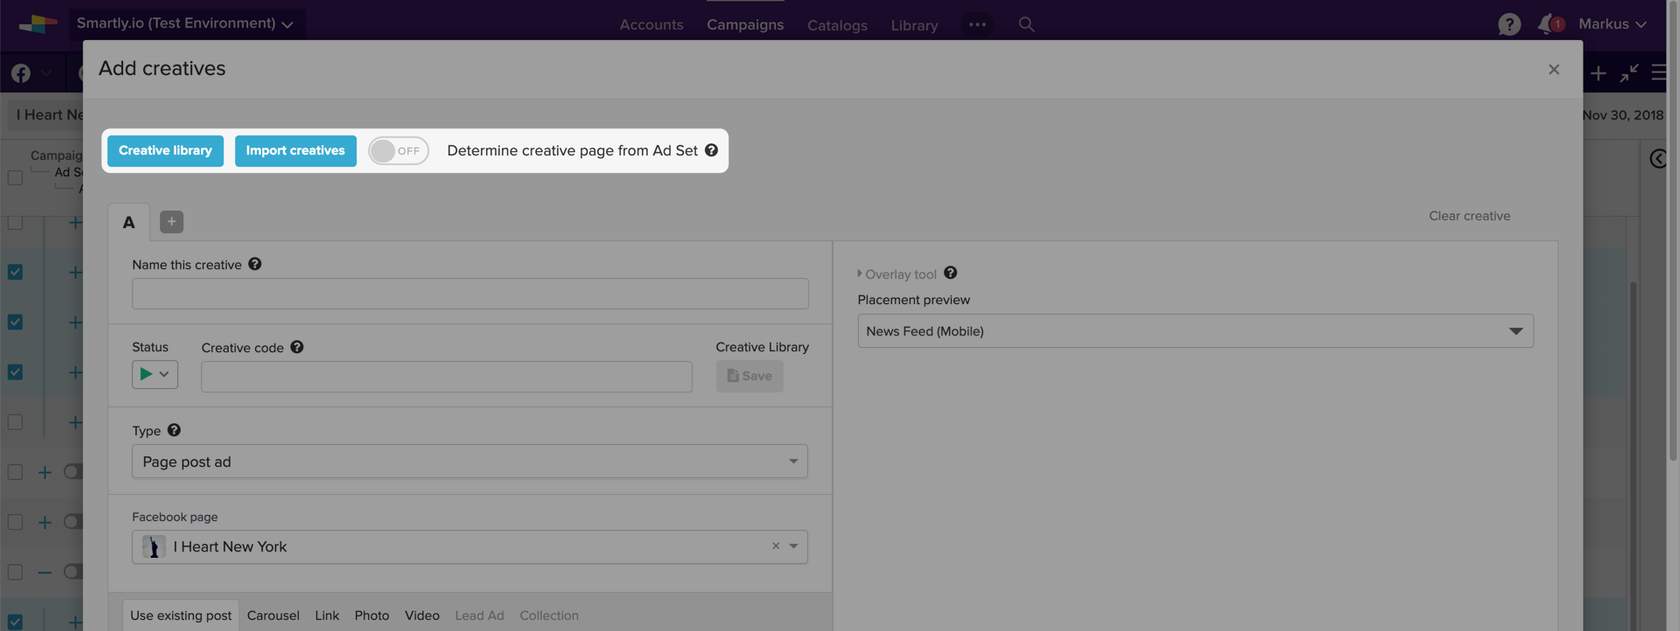 Smartly.io (Test Environment)
Accounts Campaigns Catalogs Library
? 1 Markus
Add creatives
I Heart Ne
Nov 30, 2018
Creative library Import creatives OFF Determine creative page from Ad Set ?
Campaig
Ad S
A
A +
Clear creative
Name this creative ?
Overlay tool ?
Placement preview
News Feed (Mobile)
Status Creative code ? Creative Library
Save
Type ?
Page post ad
Facebook page
I Heart New York
Use existing post Carousel Link Photo Video Lead Ad Collection